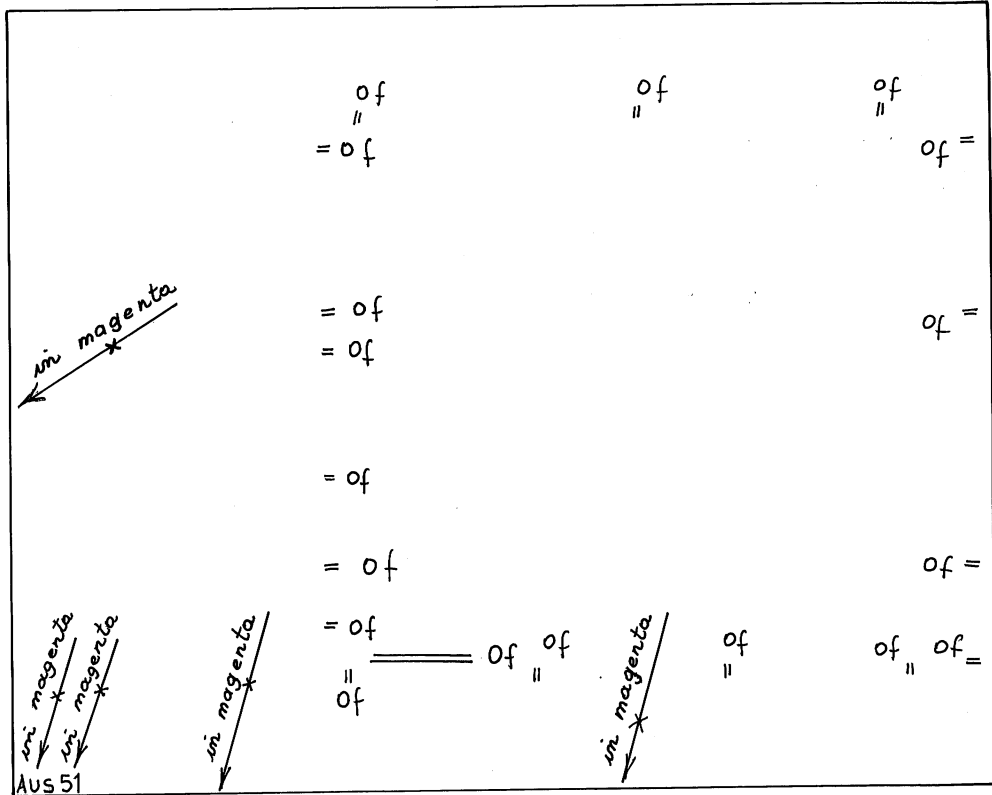 of of of
" " "
= of of =
in magenta
= of of =
= of
= of
= of of =
= of
in magenta in magenta in magenta in magenta
" = of " of " of of " of =
of
Aus 51